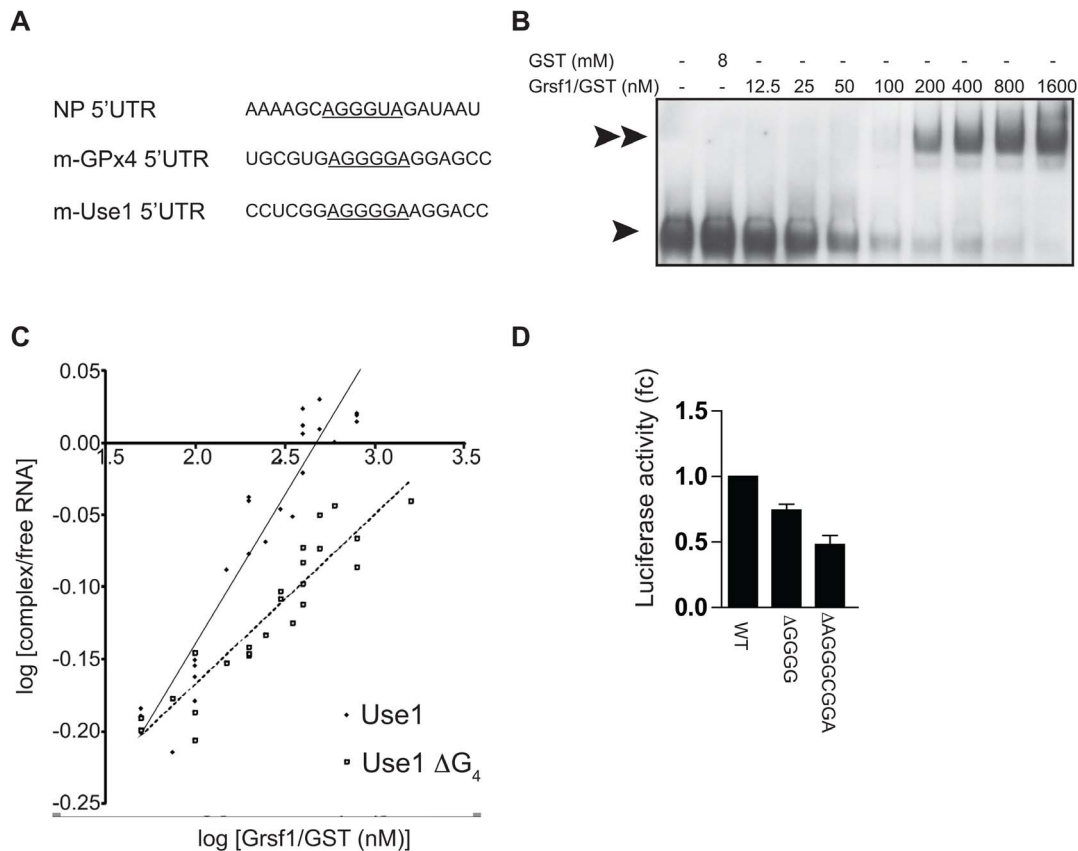 A
NP 5'UTR AAAAGCAGGGUAGAUAAU
m-GPx4 5'UTR UGCGUGAGGGGAGGAGCC
m-Use1 5'UTR CCUCGGAGGGGAAGGACC
B
GST (mM) - 8 - - - - - - - -
Grsf1/GST (nM) - - 12.5 25 50 100 200 400 800 1600
C
log [complex/free RNA]
0.05
0.00
-0.05
-0.10
-0.15
-0.20
-0.25
1.5 2.0 2.5 3.0 3.5
Use1
Use1 ΔG4
log [Grsf1/GST (nM)]
D
Luciferase activity (fc)
1.5
1.0
0.5
0.0
WT
ΔGGGG
ΔAGGGCGGA